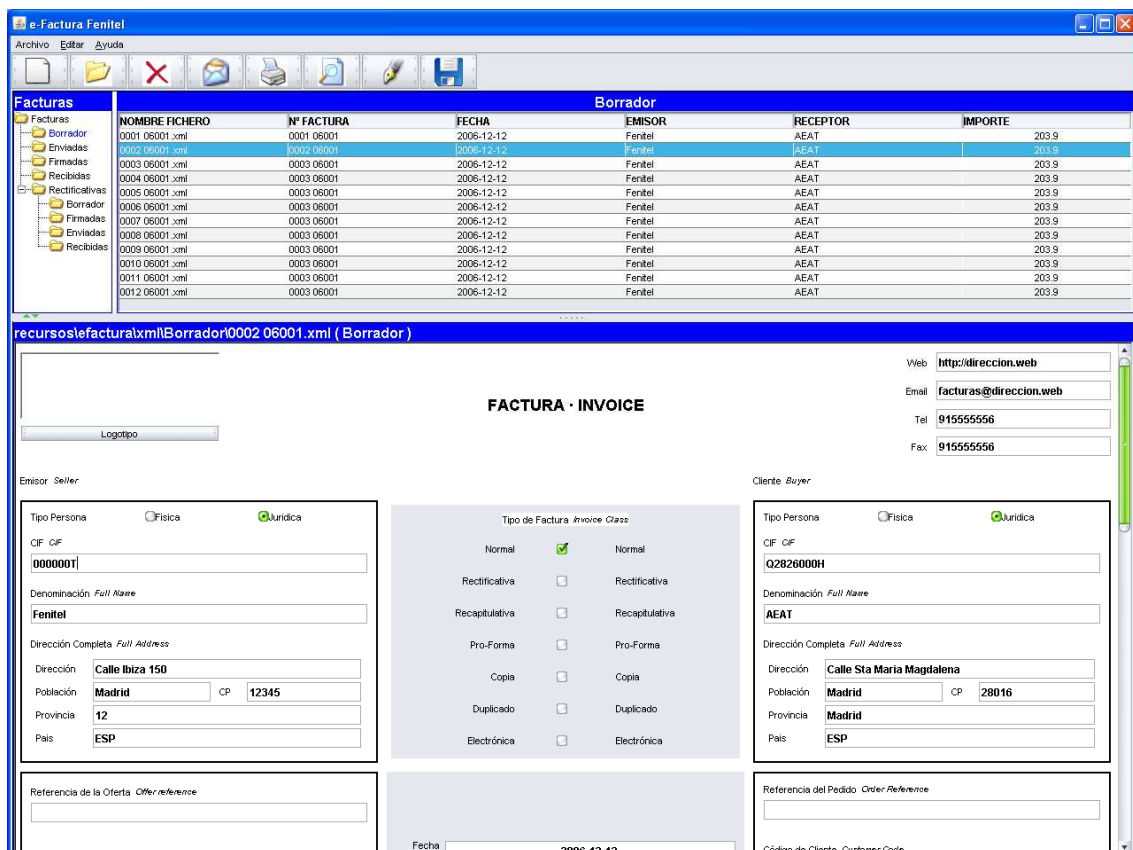 e-Factura Fenitel
Archivo Editar Ayuda
Facturas
Borrador
Facturas
Borrador
Enviadas
Firmadas
Recibidas
Rectificativas
Borrador
Firmadas
Enviadas
Recibidas
NOMBRE FICHERO Nº FACTURA FECHA EMISOR RECEPTOR IMPORTE
0001 06001.xml 0001 06001 2006-12-12 Fenitel AEAT 203.9
0002 06001.xml 0002 06001 2006-12-12 Fenitel AEAT 203.9
0003 06001.xml 0003 06001 2006-12-12 Fenitel AEAT 203.9
0004 06001.xml 0003 06001 2006-12-12 Fenitel AEAT 203.9
0005 06001.xml 0003 06001 2006-12-12 Fenitel AEAT 203.9
0006 06001.xml 0003 06001 2006-12-12 Fenitel AEAT 203.9
0007 06001.xml 0003 06001 2006-12-12 Fenitel AEAT 203.9
0008 06001.xml 0003 06001 2006-12-12 Fenitel AEAT 203.9
0009 06001.xml 0003 06001 2006-12-12 Fenitel AEAT 203.9
0010 06001.xml 0003 06001 2006-12-12 Fenitel AEAT 203.9
0011 06001.xml 0003 06001 2006-12-12 Fenitel AEAT 203.9
0012 06001.xml 0003 06001 2006-12-12 Fenitel AEAT 203.9
recursos\efactura\xml\Borrador\0002 06001.xml ( Borrador )
Logotipo
FACTURA · INVOICE
Web http://direccion.web
Email facturas@direccion.web
Tel 915555556
Fax 915555556
Emisor Seller
Tipo Persona Fisica Juridica
CIF CIF
000000T
Denominación Full Name
Fenitel
Dirección Completa Full Address
Dirección Calle Ibiza 150
Población Madrid CP 12345
Provincia 12
Pais ESP
Tipo de Factura Invoice Class
Normal Normal
Rectificativa Rectificativa
Recapitulativa Recapitulativa
Pro-Forma Pro-Forma
Copia Copia
Duplicado Duplicado
Electrónica Electrónica
Cliente Buyer
Tipo Persona Fisica Juridica
CIF CIF
Q2826000H
Denominación Full Name
AEAT
Dirección Completa Full Address
Dirección Calle Sta Maria Magdalena
Población Madrid CP 28016
Provincia Madrid
Pais ESP
Referencia de la Oferta Offer reference
Fecha 2006-12-12
Referencia del Pedido Order Reference
Código de Cliente Customer Code